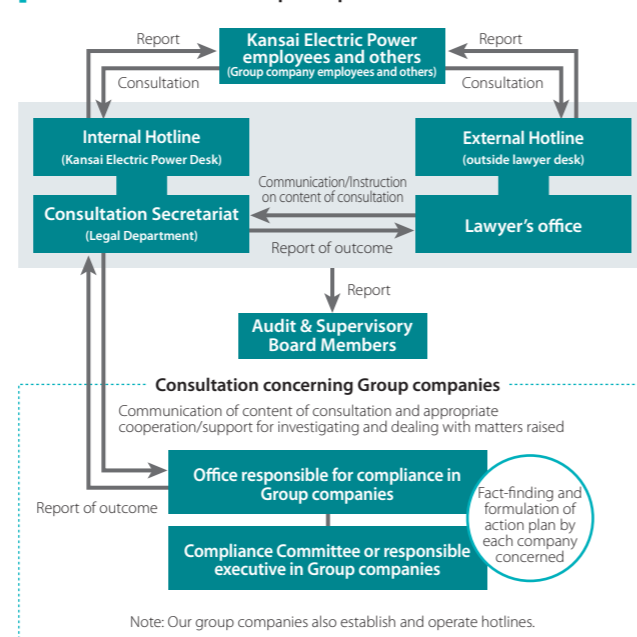 Report
Kansai Electric Power
employees and others
(Group company employees and others)
Report
Consultation
Consultation
Internal Hotline
(Kansai Electric Power Desk)
External Hotline
(outside lawyer desk)
Communication/Instruction
on content of consultation
Consultation Secretariat
(Legal Department)
Lawyer's office
Report of outcome
Report
Audit & Supervisory
Board Members
Consultation concerning Group companies
Communication of content of consultation and appropriate
cooperation/support for investigating and dealing with matters raised
Office responsible for compliance in
Group companies
Report of outcome
Fact-finding and
formulation of
action plan by
each company
concerned
Compliance Committee or responsible
executive in Group companies
Note: Our group companies also establish and operate hotlines.